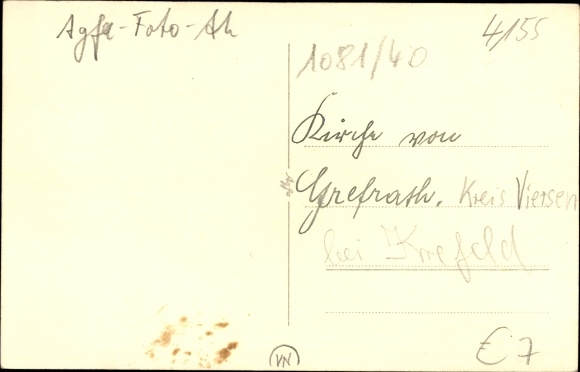 Agfa-Foto-Ak
4/155
1081/40
Kirche von
Grefrath. Kreis Viersen
bei Krefeld
VN
€ 7